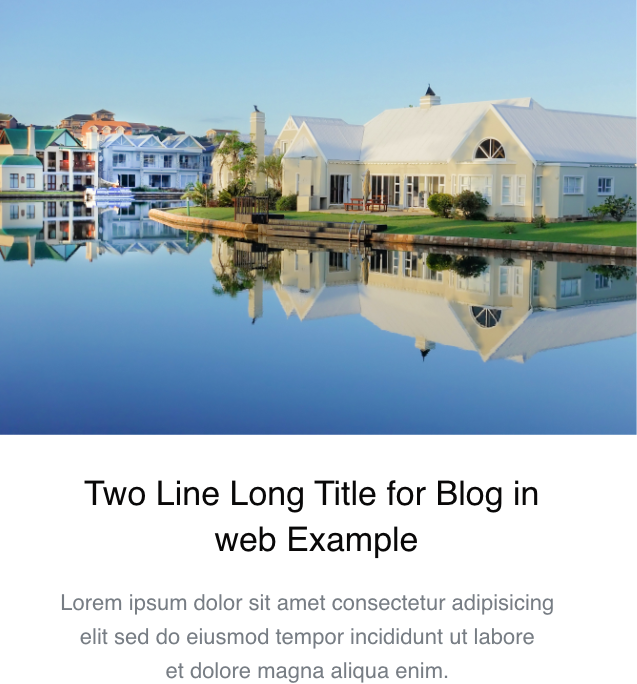 Two Line Long Title for Blog in
web Example
Lorem ipsum dolor sit amet consectetur adipisicing
elit sed do eiusmod tempor incididunt ut labore
et dolore magna aliqua enim.